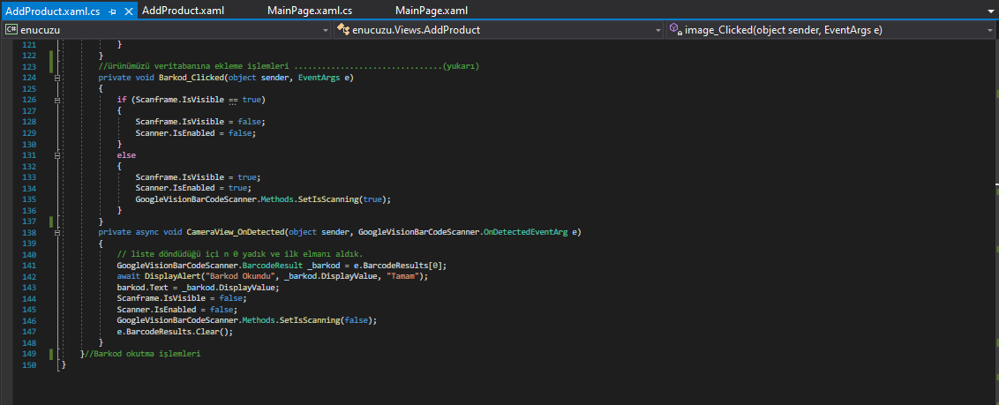 AddProduct.xaml.cs AddProduct.xaml MainPage.xaml.cs MainPage.xaml
C# enucuzu enucuzu.Views.AddProduct image_Clicked(object sender, EventArgs e)
121 }
122 }
123 //ürünümüzü veritabanına ekleme işlemleri ................................(yukarı)
124 private void Barkod_Clicked(object sender, EventArgs e)
125 {
126 if (Scanframe.IsVisible == true)
127 {
128 Scanframe.IsVisible = false;
129 Scanner.IsEnabled = false;
130 }
131 else
132 {
133 Scanframe.IsVisible = true;
134 Scanner.IsEnabled = true;
135 GoogleVisionBarCodeScanner.Methods.SetIsScanning(true);
136 }
137 }
138 private async void CameraView_OnDetected(object sender, GoogleVisionBarCodeScanner.OnDetectedEventArg e)
139 {
140 // liste döndüdüğü içi n 0 yadık ve ilk elmanı aldık.
141 GoogleVisionBarCodeScanner.BarcodeResult _barkod = e.BarcodeResults[0];
142 await DisplayAlert("Barkod Okundu", _barkod.DisplayValue, "Tamam");
143 barkod.Text = _barkod.DisplayValue;
144 Scanframe.IsVisible = false;
145 Scanner.IsEnabled = false;
146 GoogleVisionBarCodeScanner.Methods.SetIsScanning(false);
147 e.BarcodeResults.Clear();
148 }
149 }//Barkod okutma işlemleri
150 }